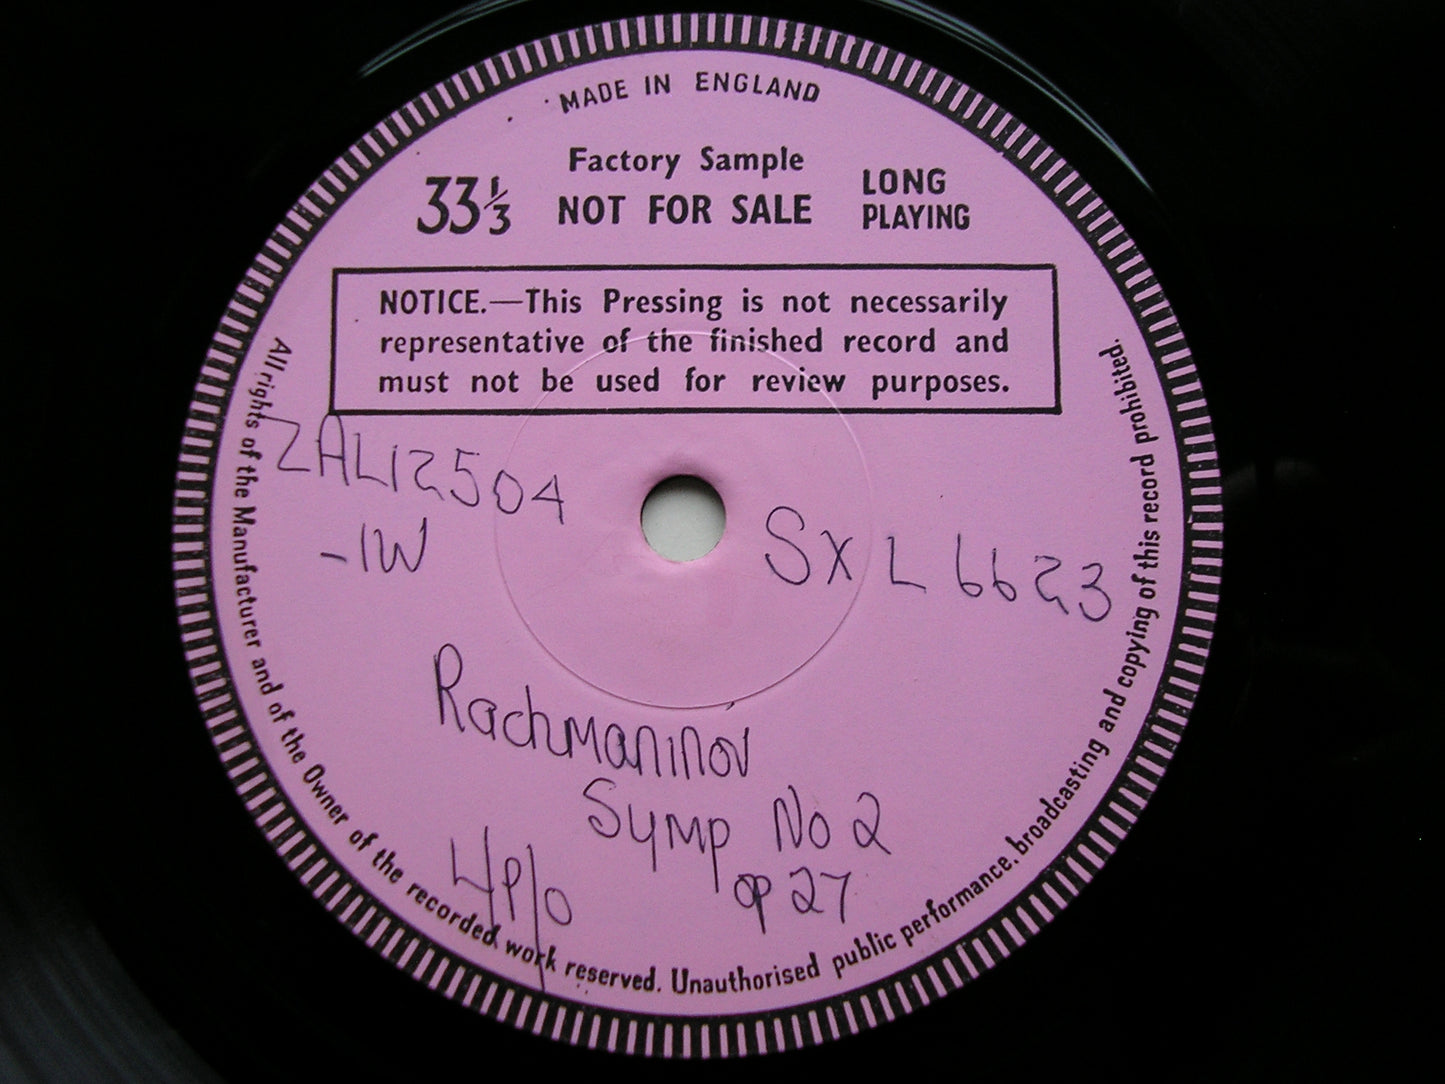 MADE IN ENGLAND
Factory Sample
33⅓ NOT FOR SALE LONG PLAYING
NOTICE.—This Pressing is not necessarily
representative of the finished record and
must not be used for review purposes.
ZAL12504
-1W
SXL 6623
Rachmaninov
Symp No 2
op 27
All rights of the Manufacturer and of the Owner of the recorded work reserved. Unauthorised public performance, broadcasting and copying of this record prohibited.